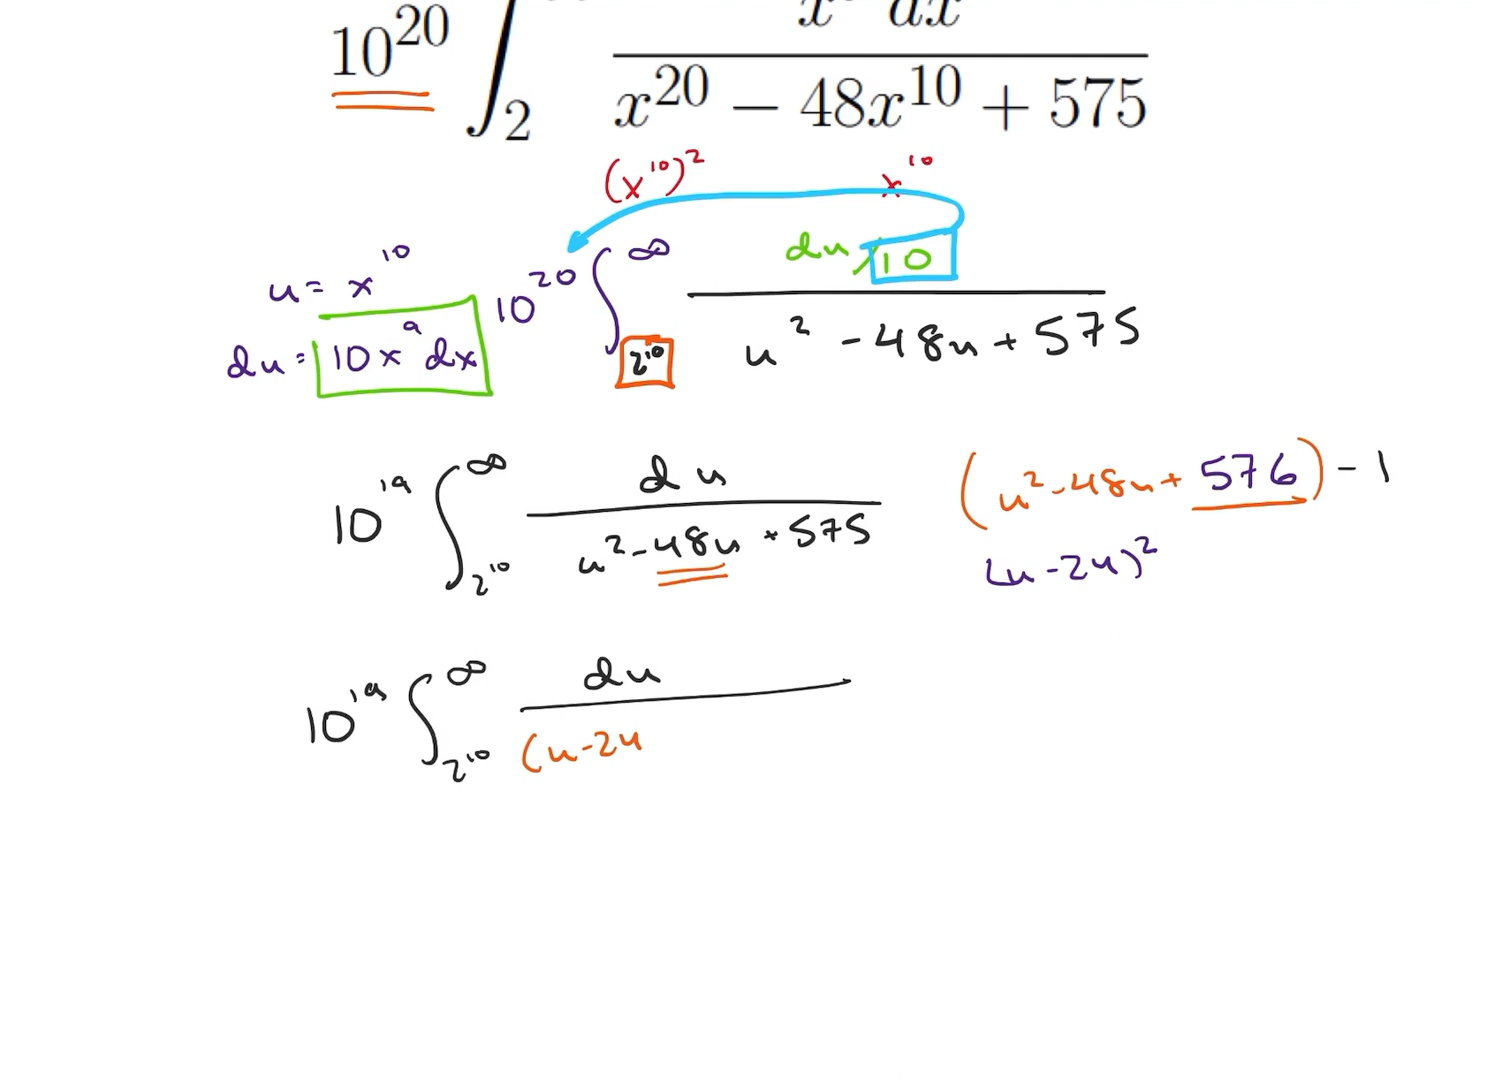 10^20 ∫_2 dx
x^20 − 48x^10 + 575
(x^10)^2 x^10
u = x^10
du = 10x^9 dx
10^20 ∫_{2^10}^∞ du/10
u^2 - 48u + 575
10^19 ∫_{2^10}^∞ du
u^2 - 48u + 575
(u^2 - 48u + 576) - 1
(u - 24)^2
10^19 ∫_{2^10}^∞ du
(u - 24